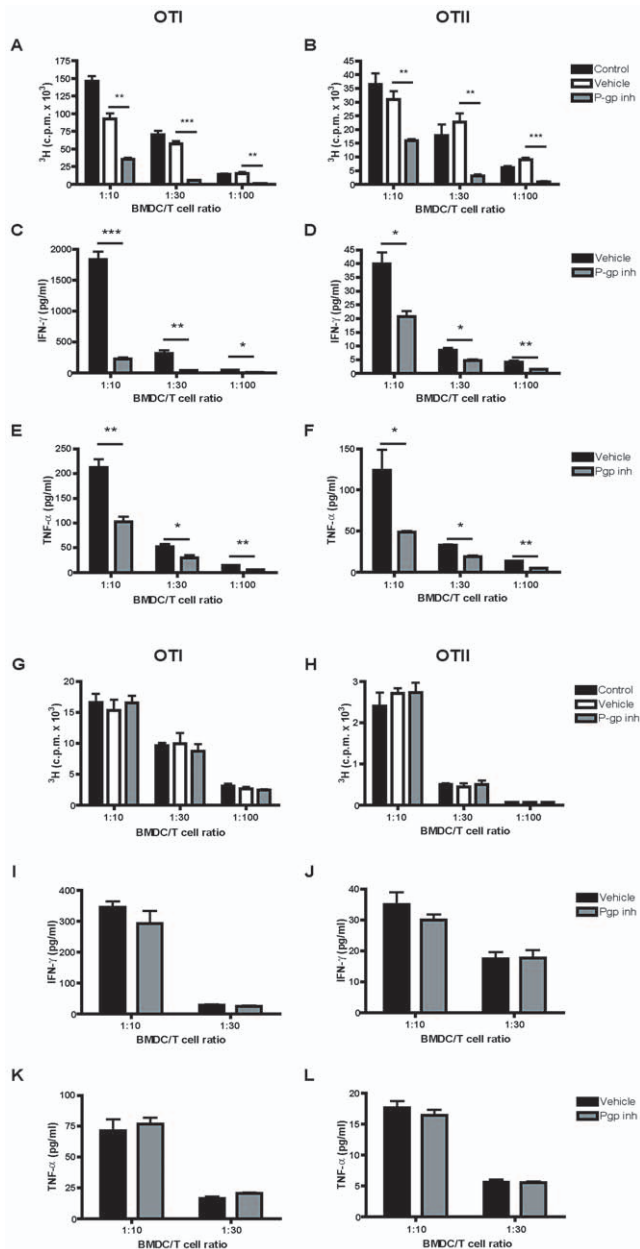 OTI
OTII
A
³H (c.p.m. x 10³)
175
150
125
100
75
50
25
0
**
***
**
1:10
1:30
1:100
BMDC/T cell ratio
B
³H (c.p.m. x 10³)
45
40
35
30
25
20
15
10
5
0
**
**
***
1:10
1:30
1:100
BMDC/T cell ratio
Control
Vehicle
P-gp inh
C
IFN-γ (pg/ml)
2000
1500
1000
500
0
***
**
*
1:10
1:30
1:100
BMDC/T cell ratio
D
IFN-γ (pg/ml)
45
40
35
30
25
20
15
10
5
0
*
*
**
1:10
1:30
1:100
BMDC/T cell ratio
Vehicle
P-gp inh
E
TNF-α (pg/ml)
250
200
150
100
50
0
**
*
**
1:10
1:30
1:100
BMDC/T cell ratio
F
TNF-α (pg/ml)
150
100
50
0
*
*
**
1:10
1:30
1:100
BMDC/T cell ratio
Vehicle
Pgp inh
OTI
OTII
G
³H (c.p.m. x 10³)
20
15
10
5
0
1:10
1:30
1:100
BMDC/T cell ratio
H
³H (c.p.m. x 10³)
3
2
1
0
1:10
1:30
1:100
BMDC/T cell ratio
Control
Vehicle
P-gp inh
I
IFN-γ (pg/ml)
400
300
200
100
0
1:10
1:30
BMDC/T cell ratio
J
IFN-γ (pg/ml)
40
30
20
10
0
1:10
1:30
BMDC/T cell ratio
Vehicle
Pgp inh
K
TNF-α (pg/ml)
100
75
50
25
0
1:10
1:30
BMDC/T cell ratio
L
TNF-α (pg/ml)
20
15
10
5
0
1:10
1:30
BMDC/T cell ratio
Vehicle
Pgp inh